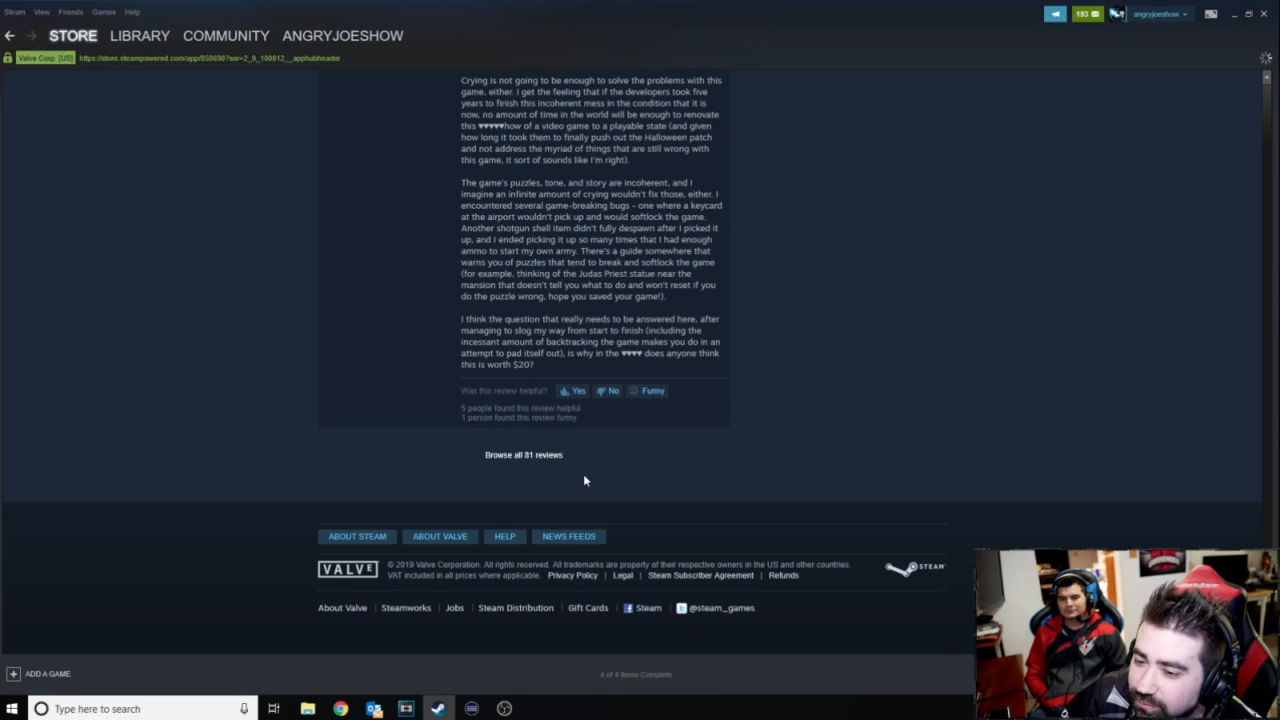 Steam View Friends Games Help
193
angryjoeshow
STORE LIBRARY COMMUNITY ANGRYJOESHOW
Valve Corp. [US] https://store.steampowered.com/app/850690?snr=2_9_100012__apphubheader
Crying is not going to be enough to solve the problems with this
game, either. I get the feeling that if the developers took five
years to finish this incoherent mess in the condition that it is
now, no amount of time in the world will be enough to renovate
this ♥♥♥♥♥how of a video game to a playable state (and given
how long it took them to finally push out the Halloween patch
and not address the myriad of things that are still wrong with
this game, it sort of sounds like I'm right).
The game's puzzles, tone, and story are incoherent, and I
imagine an infinite amount of crying wouldn't fix those, either. I
encountered several game-breaking bugs - one where a keycard
at the airport wouldn't pick up and would softlock the game.
Another shotgun shell item didn't fully despawn after I picked it
up, and I ended picking it up so many times that I had enough
ammo to start my own army. There's a guide somewhere that
warns you of puzzles that tend to break and softlock the game
(for example, thinking of the Judas Priest statue near the
mansion that doesn't tell you what to do and won't reset if you
do the puzzle wrong, hope you saved your game!).
I think the question that really needs to be answered here, after
managing to slog my way from start to finish (including the
incessant amount of backtracking the game makes you do in an
attempt to pad itself out), is why in the ♥♥♥♥ does anyone think
this is worth $20?
Was this review helpful? Yes No Funny
5 people found this review helpful
1 person found this review funny
Browse all 81 reviews
ABOUT STEAM ABOUT VALVE HELP NEWS FEEDS
VALVE © 2019 Valve Corporation. All rights reserved. All trademarks are property of their respective owners in the US and other countries.
VAT included in all prices where applicable. Privacy Policy | Legal | Steam Subscriber Agreement | Refunds
STEAM
About Valve | Steamworks | Jobs | Steam Distribution | Gift Cards | Steam | @steam_games
ADD A GAME
4 of 4 Items Complete
Type here to search